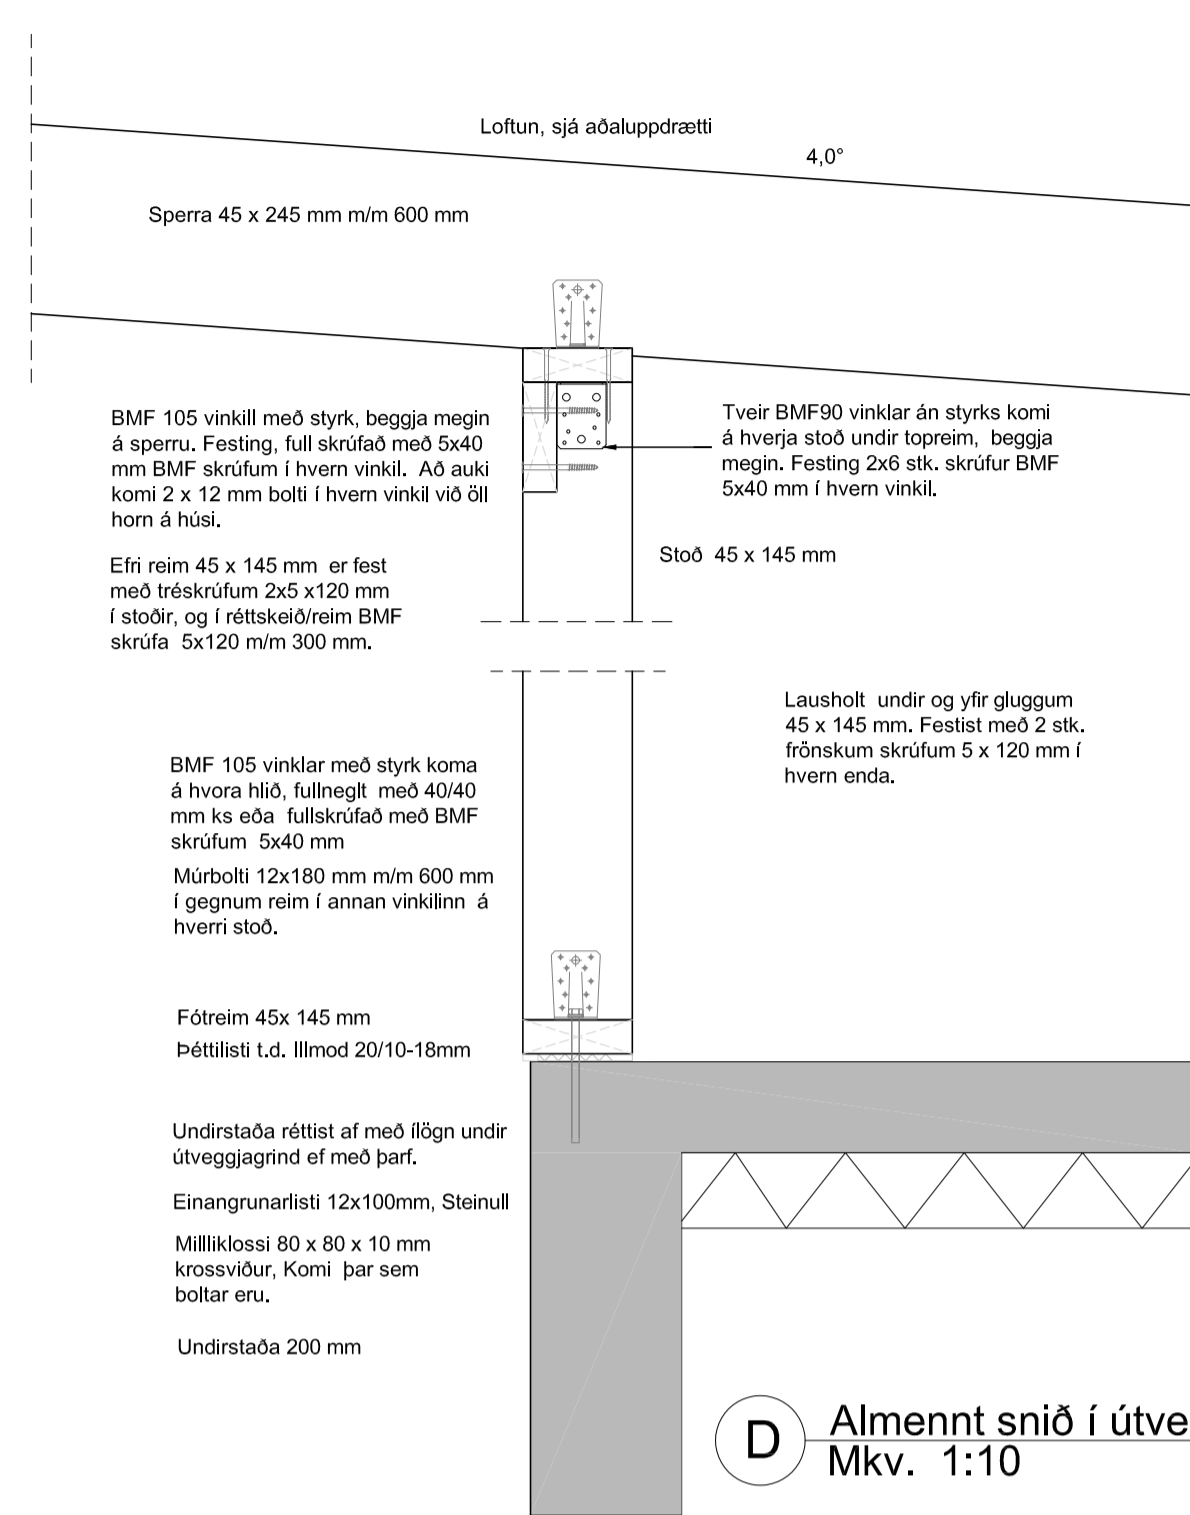 Loftun, sjá aðaluppdrætti
4,0°
Sperra 45 x 245 mm m/m 600 mm
BMF 105 vinkill með styrk, beggja megin
á sperru. Festing, full skrúfað með 5x40
mm BMF skrúfum í hvern vinkil. Að auki
komi 2 x 12 mm bolti í hvern vinkil við öll
horn á húsi.
Tveir BMF90 vinklar án styrks komi
á hverja stoð undir topreim, beggja
megin. Festing 2x6 stk. skrúfur BMF
5x40 mm í hvern vinkil.
Stoð 45 x 145 mm
Efri reim 45 x 145 mm er fest
með tréskrúfum 2x5 x120 mm
í stoðir, og í réttskeið/reim BMF
skrúfa 5x120 m/m 300 mm.
Lausholt undir og yfir gluggum
45 x 145 mm. Festist með 2 stk.
frönskum skrúfum 5 x 120 mm í
hvern enda.
BMF 105 vinklar með styrk koma
á hvora hlið, fullneglt með 40/40
mm ks eða fullskrúfað með BMF
skrúfum 5x40 mm
Múrbolti 12x180 mm m/m 600 mm
í gegnum reim í annan vinkilinn á
hverri stoð.
Fótreim 45x 145 mm
Þéttilisti t.d. Illmod 20/10-18mm
Undirstaða réttist af með ílögn undir
útveggjagrind ef með þarf.
Einangrunarlisti 12x100mm, Steinull
Millliklossi 80 x 80 x 10 mm
krossviður, Komi þar sem
boltar eru.
Undirstaða 200 mm
D
Almennt snið í útve
Mkv. 1:10